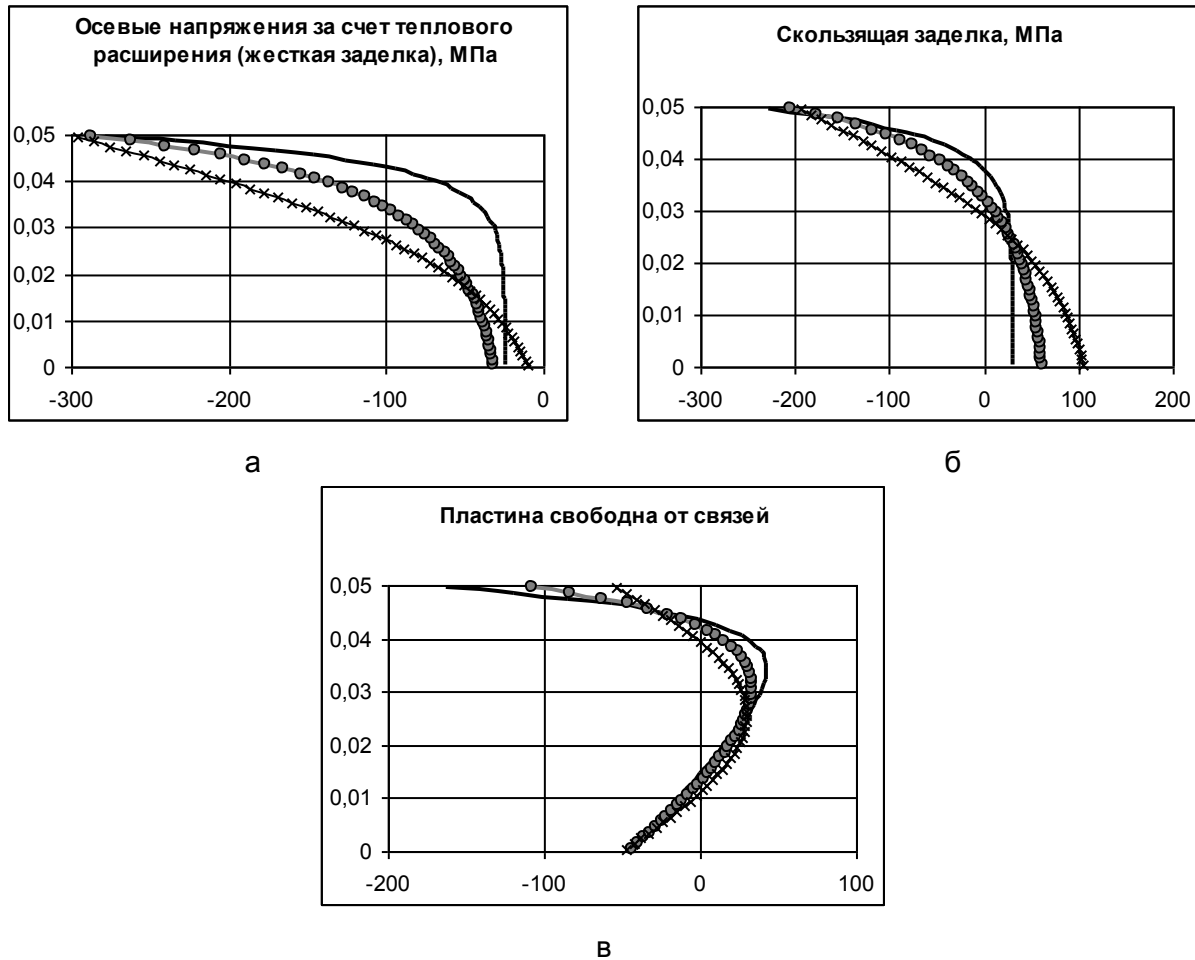 Осевые напряжения за счет теплового
расширения (жесткая заделка), МПа
0,05
0,04
0,03
0,02
0,01
0
-300 -200 -100 0
а
Скользящая заделка, МПа
0,05
0,04
0,03
0,02
0,01
0
-300 -200 -100 0 100 200
б
Пластина свободна от связей
0,05
0,04
0,03
0,02
0,01
0
-200 -100 0 100
в